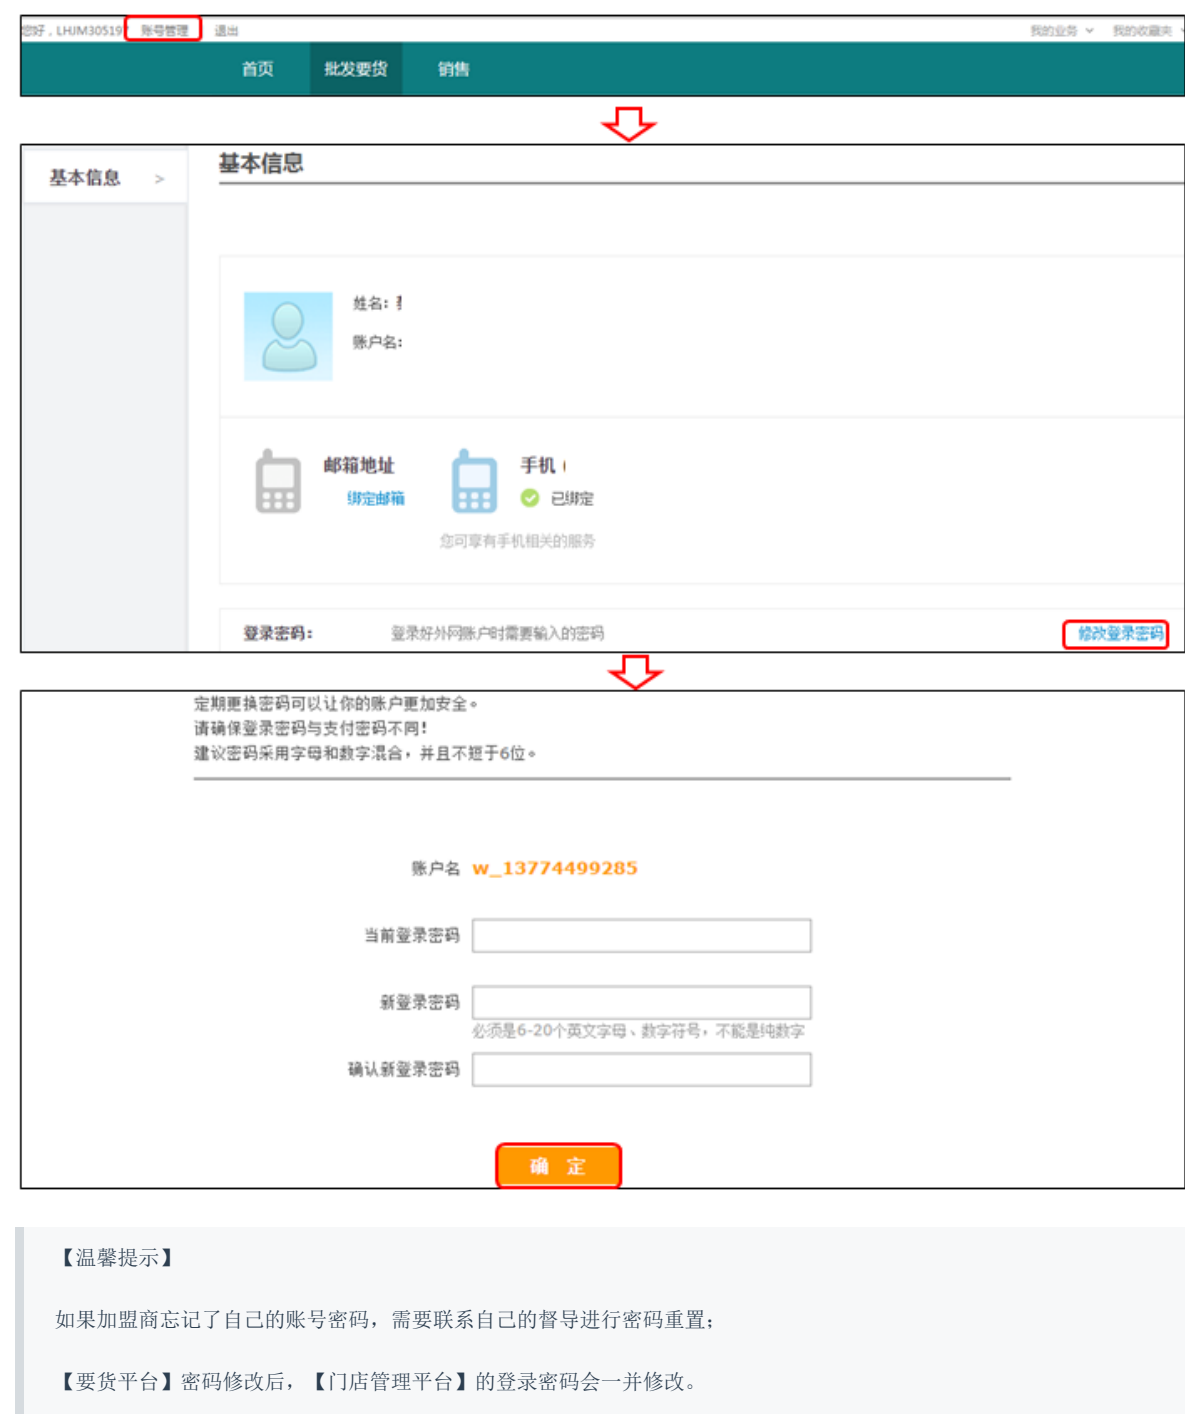 您好，LHJM30519 账号管理 退出 我的业务 我的收藏夹
首页 批发要货 销售
基本信息 >
基本信息
姓名：
账户名：
邮箱地址
绑定邮箱
手机
已绑定
您可享有手机相关的服务
登录密码： 登录好外网账户时需要输入的密码 修改登录密码
定期更换密码可以让你的账户更加安全。
请确保登录密码与支付密码不同！
建议密码采用字母和数字混合，并且不短于6位。
账户名 w_13774499285
当前登录密码
新登录密码
必须是6-20个英文字母、数字符号，不能是纯数字
确认新登录密码
确 定
【温馨提示】
如果加盟商忘记了自己的账号密码，需要联系自己的督导进行密码重置；
【要货平台】密码修改后，【门店管理平台】的登录密码会一并修改。